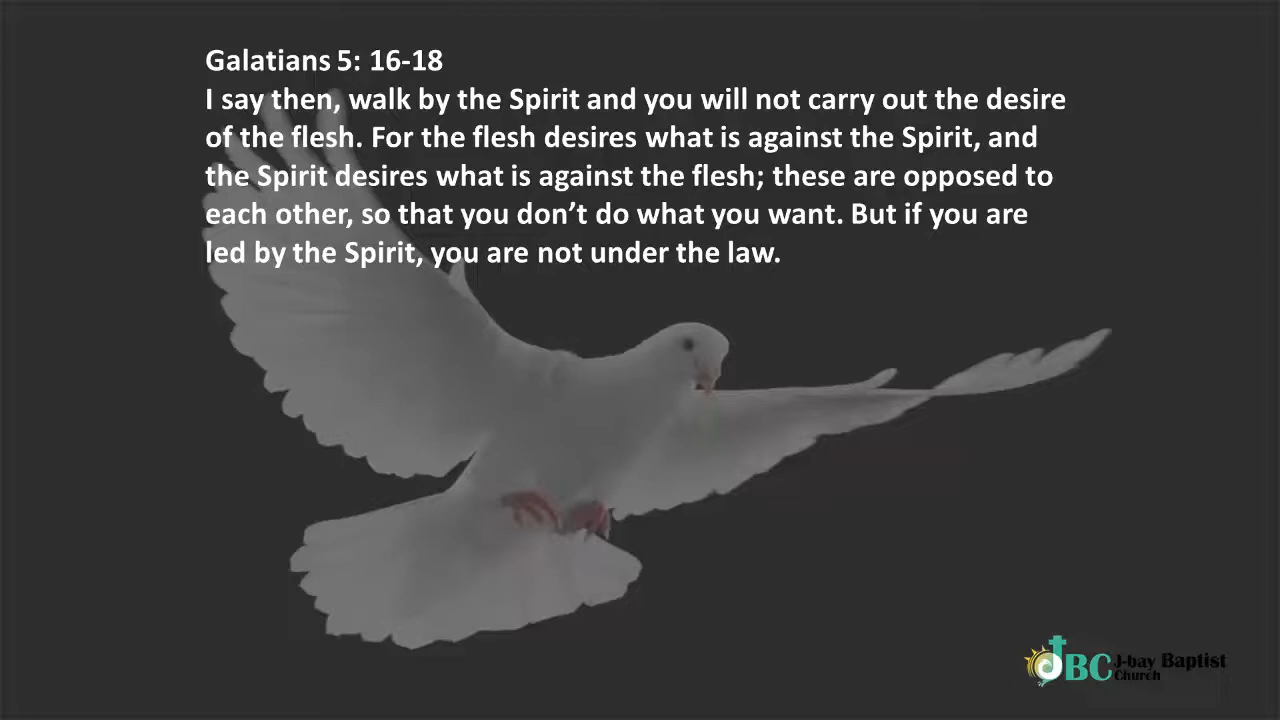 Galatians 5: 16-18
I say then, walk by the Spirit and you will not carry out the desire
of the flesh. For the flesh desires what is against the Spirit, and
the Spirit desires what is against the flesh; these are opposed to
each other, so that you don’t do what you want. But if you are
led by the Spirit, you are not under the law.
JBC J-bay Baptist
Church